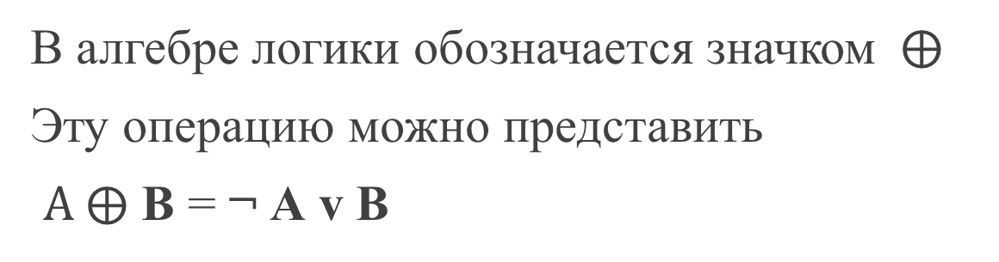 В алгебре логики обозначается значком ⊕
Эту операцию можно представить
A ⊕ B = ¬ A v B